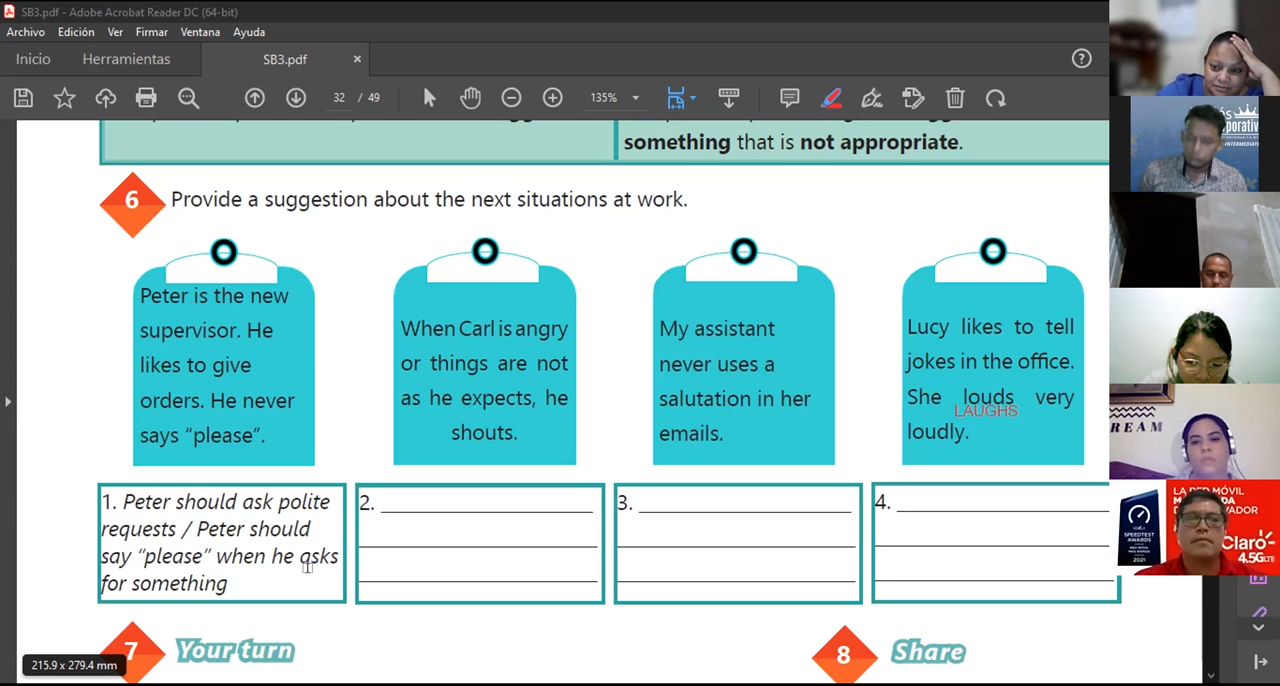 SB3.pdf - Adobe Acrobat Reader DC (64-bit)
Archivo Edición Ver Firmar Ventana Ayuda
Inicio Herramientas SB3.pdf ×
32 / 49 135%
something that is not appropriate.
6 Provide a suggestion about the next situations at work.
Peter is the new
supervisor. He
likes to give
orders. He never
says “please”.
When Carl is angry
or things are not
as he expects, he
shouts.
My assistant
never uses a
salutation in her
emails.
Lucy likes to tell
jokes in the office.
She louds very
LAUGHS
loudly.
1. Peter should ask polite
requests / Peter should
say “please” when he asks
for something
2.
3.
4.
7 Your turn
8 Share
215.9 x 279.4 mm
INTERMEDIATE
REAM
LA RED MÓVIL
SPEEDTEST
AWARDS
2021
Claro
4.5G LTE